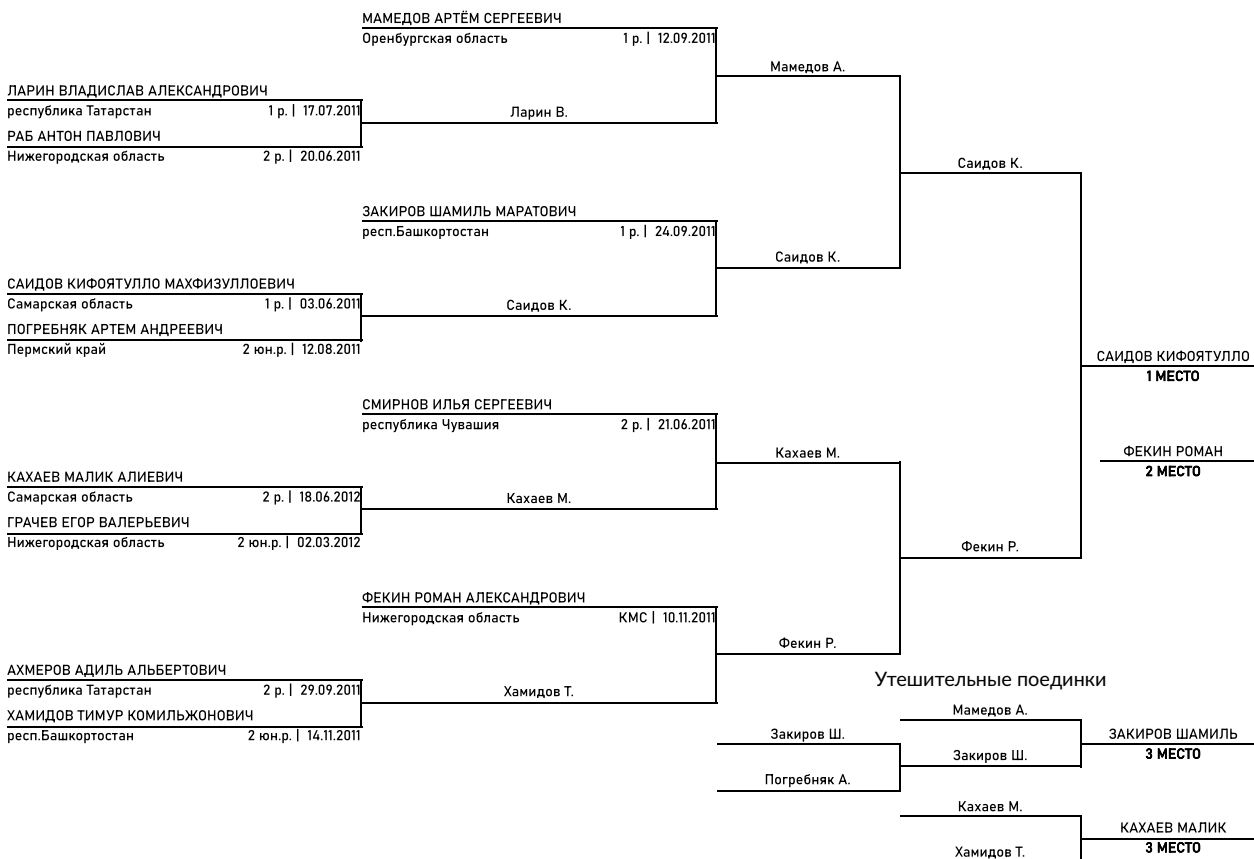 МАМЕДОВ АРТЁМ СЕРГЕЕВИЧ
Оренбургская область 1 р. | 12.09.2011
Мамедов А.
ЛАРИН ВЛАДИСЛАВ АЛЕКСАНДРОВИЧ
республика Татарстан 1 р. | 17.07.2011
Ларин В.
РАБ АНТОН ПАВЛОВИЧ
Нижегородская область 2 р. | 20.06.2011
Саидов К.
ЗАКИРОВ ШАМИЛЬ МАРАТОВИЧ
респ.Башкортостан 1 р. | 24.09.2011
Саидов К.
САИДОВ КИФОЯТУЛЛО МАХФИЗУЛЛОЕВИЧ
Самарская область 1 р. | 03.06.2011
Саидов К.
ПОГРЕБНЯК АРТЕМ АНДРЕЕВИЧ
Пермский край 2 юн.р. | 12.08.2011
САИДОВ КИФОЯТУЛЛО
1 МЕСТО
СМИРНОВ ИЛЬЯ СЕРГЕЕВИЧ
республика Чувашия 2 р. | 21.06.2011
Кахаев М.
ФЕКИН РОМАН
2 МЕСТО
КАХАЕВ МАЛИК АЛИЕВИЧ
Самарская область 2 р. | 18.06.2012
Кахаев М.
ГРАЧЕВ ЕГОР ВАЛЕРЬЕВИЧ
Нижегородская область 2 юн.р. | 02.03.2012
Фекин Р.
ФЕКИН РОМАН АЛЕКСАНДРОВИЧ
Нижегородская область КМС | 10.11.2011
Фекин Р.
АХМЕРОВ АДИЛЬ АЛЬБЕРТОВИЧ
республика Татарстан 2 р. | 29.09.2011
Хамидов Т.
ХАМИДОВ ТИМУР КОМИЛЬЖОНОВИЧ
респ.Башкортостан 2 юн.р. | 14.11.2011
Утешительные поединки
Мамедов А.
Закиров Ш.
ЗАКИРОВ ШАМИЛЬ
3 МЕСТО
Закиров Ш.
Погребняк А.
Кахаев М.
КАХАЕВ МАЛИК
3 МЕСТО
Хамидов Т.